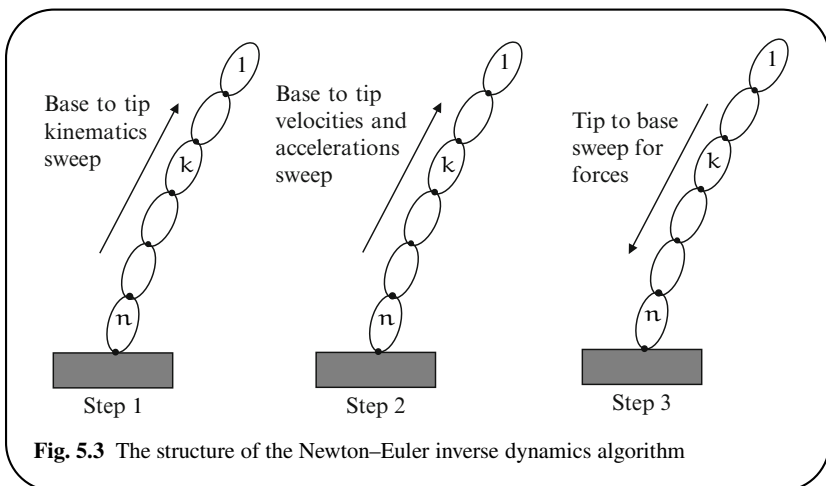 1
Base to tip
kinematics
sweep
k
n
Step 1
1
Base to tip
velocities and
accelerations
sweep
k
n
Step 2
1
Tip to base
sweep for
forces
k
n
Step 3
Fig. 5.3 The structure of the Newton–Euler inverse dynamics algorithm